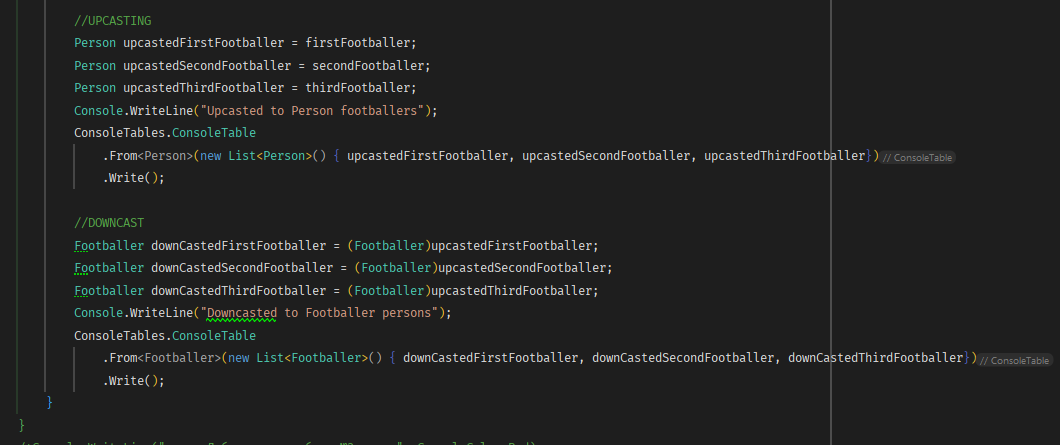 //UPCASTING
Person upcastedFirstFootballer = firstFootballer;
Person upcastedSecondFootballer = secondFootballer;
Person upcastedThirdFootballer = thirdFootballer;
Console.WriteLine("Upcasted to Person footballers");
ConsoleTables.ConsoleTable
.From<Person>(new List<Person>() { upcastedFirstFootballer, upcastedSecondFootballer, upcastedThirdFootballer}) // ConsoleTable
.Write();
//DOWNCAST
Footballer downCastedFirstFootballer = (Footballer)upcastedFirstFootballer;
Footballer downCastedSecondFootballer = (Footballer)upcastedSecondFootballer;
Footballer downCastedThirdFootballer = (Footballer)upcastedThirdFootballer;
Console.WriteLine("Downcasted to Footballer persons");
ConsoleTables.ConsoleTable
.From<Footballer>(new List<Footballer>() { downCastedFirstFootballer, downCastedSecondFootballer, downCastedThirdFootballer}) // ConsoleTable
.Write();
}
}